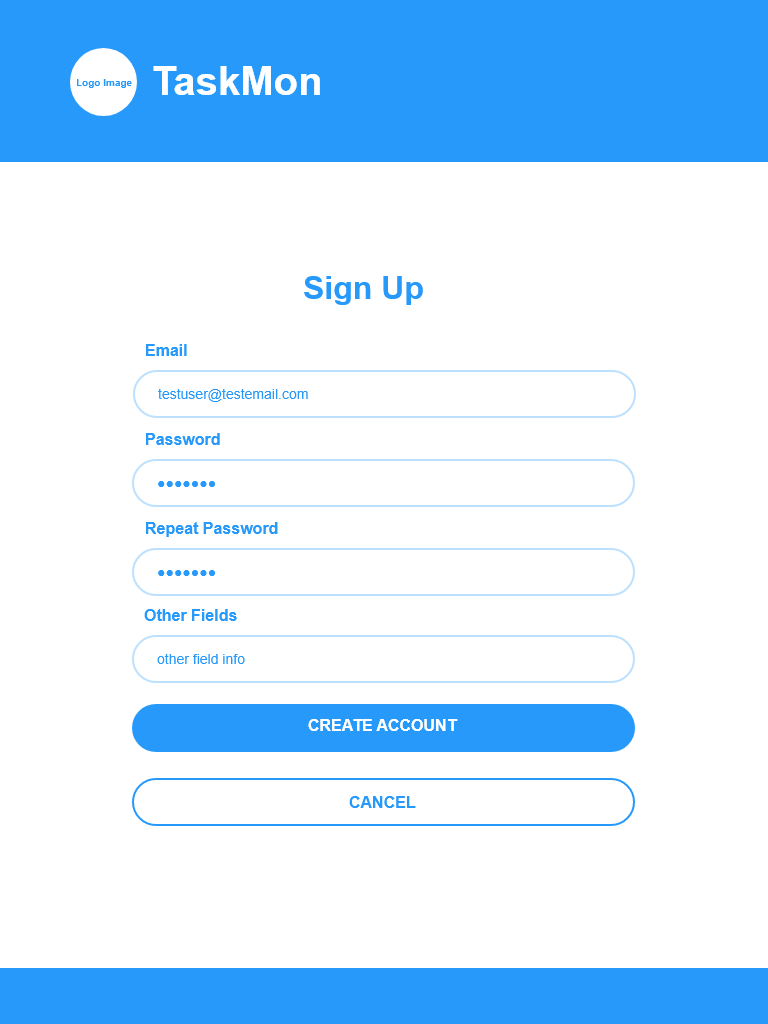 Logo Image
TaskMon
Sign Up
Email
testuser@testemail.com
Password
•••••••
Repeat Password
•••••••
Other Fields
other field info
CREATE ACCOUNT
CANCEL